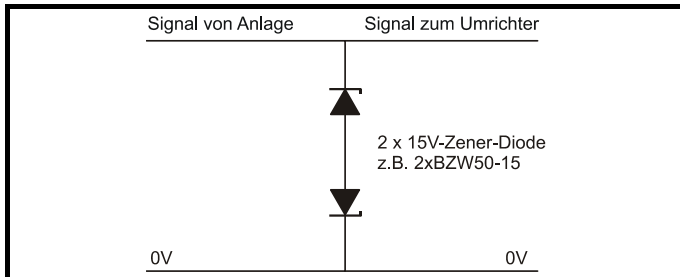 Signal von Anlage Signal zum Umrichter
2 x 15V-Zener-Diode
z.B. 2xBZW50-15
0V 0V